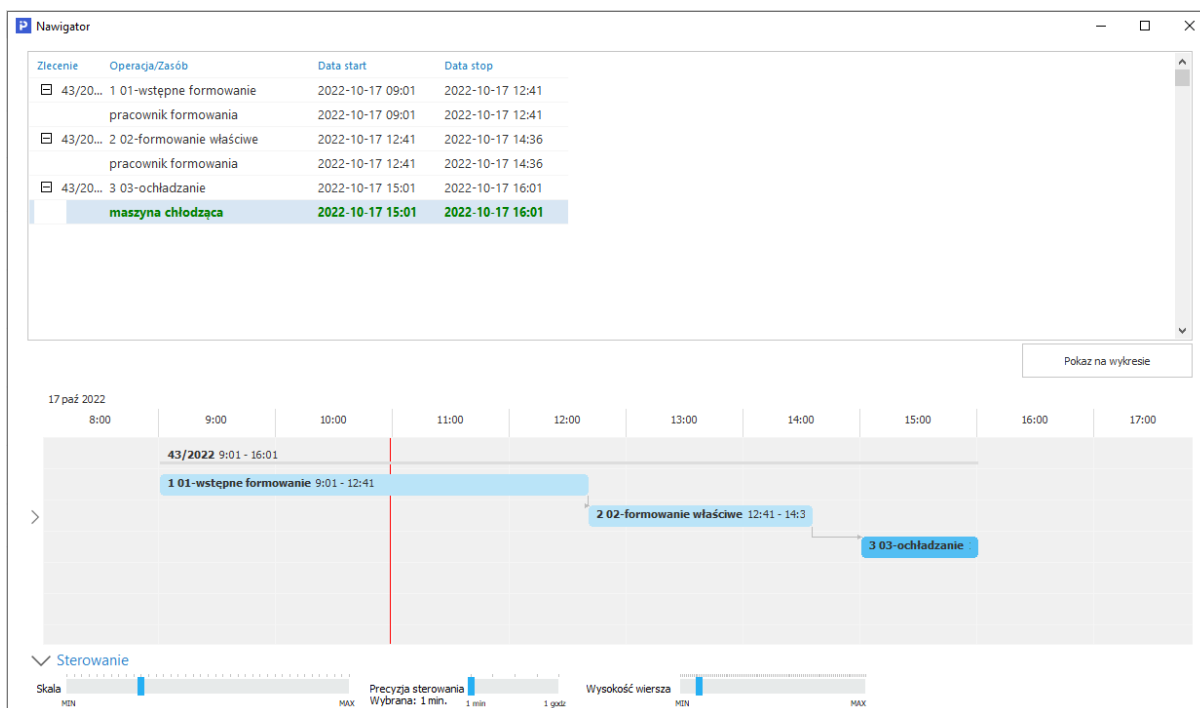 Nawigator
Zlecenie Operacja/Zasób Data start Data stop
43/20... 1 01-wstępne formowanie 2022-10-17 09:01 2022-10-17 12:41
pracownik formowania 2022-10-17 09:01 2022-10-17 12:41
43/20... 2 02-formowanie właściwe 2022-10-17 12:41 2022-10-17 14:36
pracownik formowania 2022-10-17 12:41 2022-10-17 14:36
43/20... 3 03-ochładzanie 2022-10-17 15:01 2022-10-17 16:01
maszyna chłodząca 2022-10-17 15:01 2022-10-17 16:01
Pokaz na wykresie
17 paź 2022
8:00 9:00 10:00 11:00 12:00 13:00 14:00 15:00 16:00 17:00
43/2022 9:01 - 16:01
1 01-wstępne formowanie 9:01 - 12:41
2 02-formowanie właściwe 12:41 - 14:3
3 03-ochładzanie
Sterowanie
Skala MIN MAX
Precyzja sterowania
Wybrana: 1 min. 1 min 1 godz
Wysokość wiersza MIN MAX